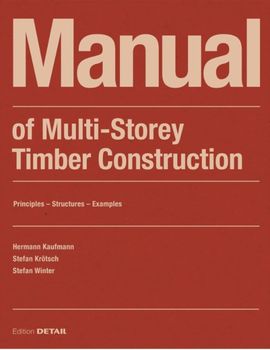 Manual
of Multi-Storey
Timber Construction
Principles – Structures – Examples
Hermann Kaufmann
Stefan Krötsch
Stefan Winter
Edition DETAIL